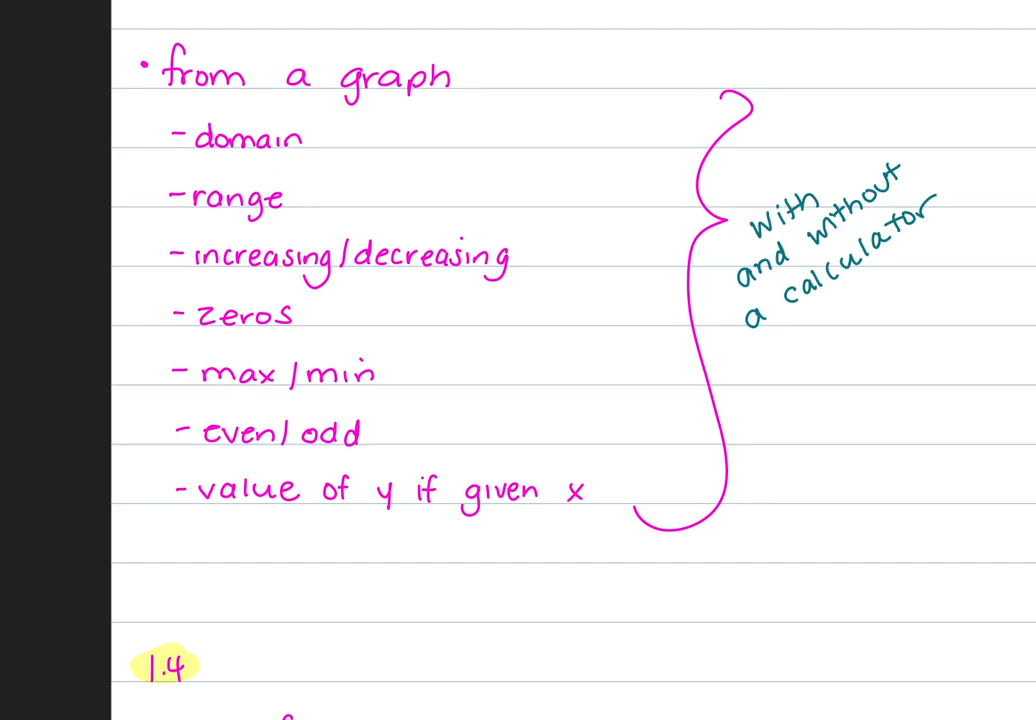 • from a graph
- domain
- range
- increasing/decreasing
- zeros
- max/min
- even/odd
- value of y if given x
with
and without
a calculator
1.4